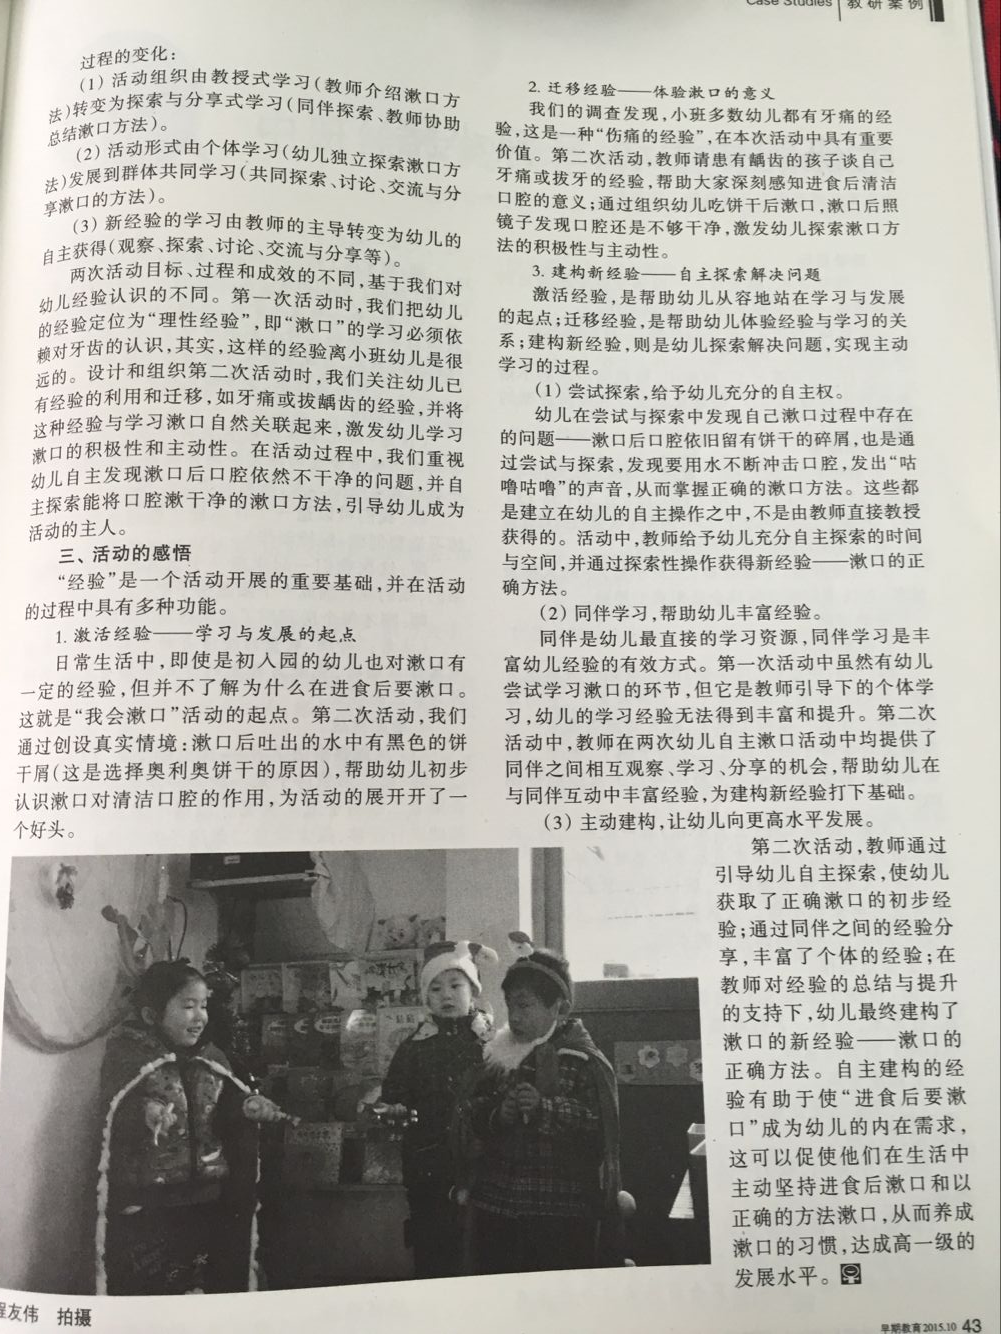 Case Studies 教研案例
过程的变化：
（1）活动组织由教授式学习（教师介绍漱口方
法）转变为探索与分享式学习（同伴探索、教师协助
总结漱口方法）。
（2）活动形式由个体学习（幼儿独立探索漱口方
法）发展到群体共同学习（共同探索、讨论、交流与分
享漱口的方法）。
（3）新经验的学习由教师的主导转变为幼儿的
自主获得（观察、探索、讨论、交流与分享等）。
两次活动目标、过程和成效的不同，基于我们对
幼儿经验认识的不同。第一次活动时，我们把幼儿
的经验定位为“理性经验”，即“漱口”的学习必须依
赖对牙齿的认识，其实，这样的经验离小班幼儿是很
远的。设计和组织第二次活动时，我们关注幼儿已
有经验的利用和迁移，如牙痛或拔龋齿的经验，并将
这种经验与学习漱口自然关联起来，激发幼儿学习
漱口的积极性和主动性。在活动过程中，我们重视
幼儿自主发现漱口后口腔依然不干净的问题，并自
主探索能将口腔漱干净的漱口方法，引导幼儿成为
活动的主人。
三、活动的感悟
“经验”是一个活动开展的重要基础，并在活动
的过程中具有多种功能。
1. 激活经验——学习与发展的起点
日常生活中，即使是初入园的幼儿也对漱口有
一定的经验，但并不了解为什么在进食后要漱口。
这就是“我会漱口”活动的起点。第二次活动，我们
通过创设真实情境：漱口后吐出的水中有黑色的饼
干屑（这是选择奥利奥饼干的原因），帮助幼儿初步
认识漱口对清洁口腔的作用，为活动的展开开了一
个好头。
2. 迁移经验——体验漱口的意义
我们的调查发现，小班多数幼儿都有牙痛的经
验，这是一种“伤痛的经验”，在本次活动中具有重要
价值。第二次活动，教师请患有龋齿的孩子谈自己
牙痛或拔牙的经验，帮助大家深刻感知进食后清洁
口腔的意义；通过组织幼儿吃饼干后漱口，漱口后照
镜子发现口腔还是不够干净，激发幼儿探索漱口方
法的积极性与主动性。
3. 建构新经验——自主探索解决问题
激活经验，是帮助幼儿从容地站在学习与发展
的起点；迁移经验，是帮助幼儿体验经验与学习的关
系；建构新经验，则是幼儿探索解决问题，实现主动
学习的过程。
（1）尝试探索，给予幼儿充分的自主权。
幼儿在尝试与探索中发现自己漱口过程中存在
的问题——漱口后口腔依旧留有饼干的碎屑，也是通
过尝试与探索，发现要用水不断冲击口腔，发出“咕
噜咕噜”的声音，从而掌握正确的漱口方法。这些都
是建立在幼儿的自主操作之中，不是由教师直接教授
获得的。活动中，教师给予幼儿充分自主探索的时间
与空间，并通过探索性操作获得新经验——漱口的正
确方法。
（2）同伴学习，帮助幼儿丰富经验。
同伴是幼儿最直接的学习资源，同伴学习是丰
富幼儿经验的有效方式。第一次活动中虽然有幼儿
尝试学习漱口的环节，但它是教师引导下的个体学
习，幼儿的学习经验无法得到丰富和提升。第二次
活动中，教师在两次幼儿自主漱口活动中均提供了
同伴之间相互观察、学习、分享的机会，帮助幼儿在
与同伴互动中丰富经验，为建构新经验打下基础。
（3）主动建构，让幼儿向更高水平发展。
第二次活动，教师通过
引导幼儿自主探索，使幼儿
获取了正确漱口的初步经
验；通过同伴之间的经验分
享，丰富了个体的经验；在
教师对经验的总结与提升
的支持下，幼儿最终建构了
漱口的新经验——漱口的
正确方法。自主建构的经
验有助于使“进食后要漱
口”成为幼儿的内在需求，
这可以促使他们在生活中
主动坚持进食后漱口和以
正确的方法漱口，从而养成
漱口的习惯，达成高一级的
发展水平。
程友伟 拍摄
早期教育2015.10 43